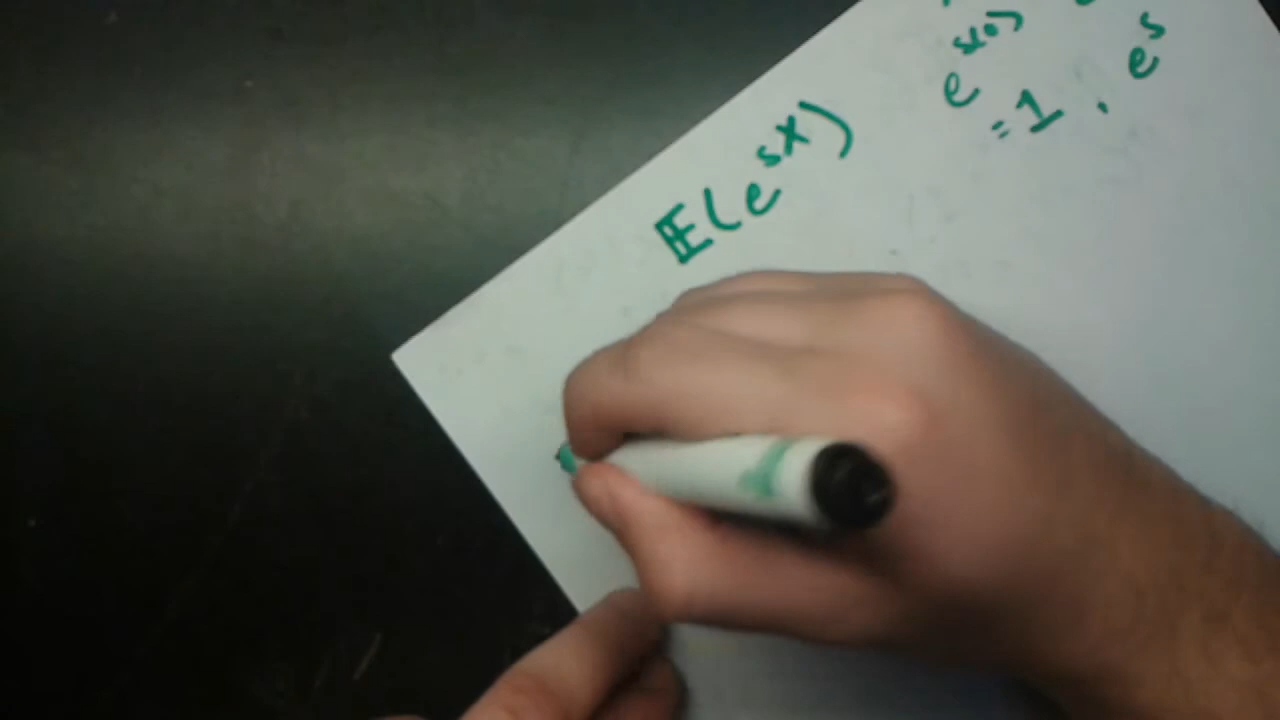 e^{s(0)}
=1, e^s
𝔼(e^{sX})